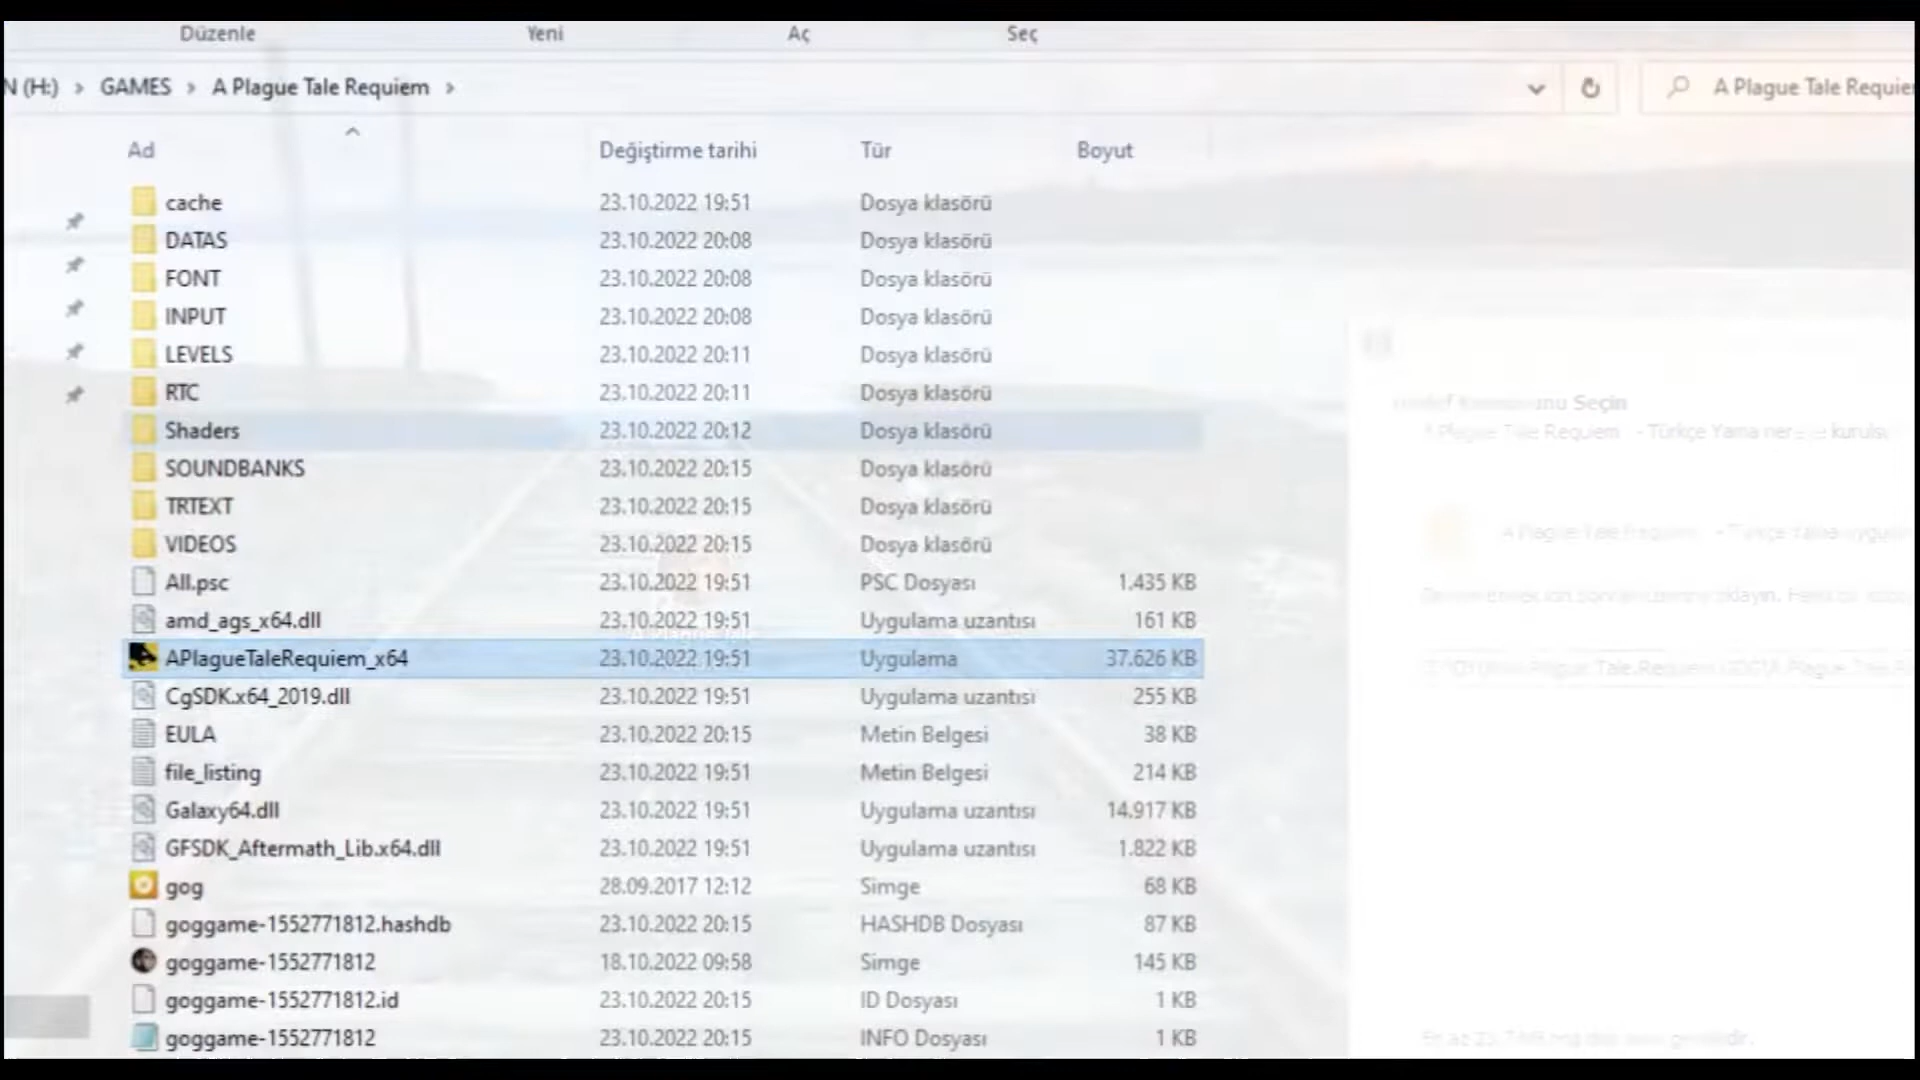 Düzenle Yeni Aç Seç
N (H:) > GAMES > A Plague Tale Requiem >
A Plague Tale Requiem
Ad Değiştirme tarihi Tür Boyut
cache 23.10.2022 19:51 Dosya klasörü
DATAS 23.10.2022 20:08 Dosya klasörü
FONT 23.10.2022 20:08 Dosya klasörü
INPUT 23.10.2022 20:08 Dosya klasörü
LEVELS 23.10.2022 20:11 Dosya klasörü
RTC 23.10.2022 20:11 Dosya klasörü
Shaders 23.10.2022 20:12 Dosya klasörü
SOUNDBANKS 23.10.2022 20:15 Dosya klasörü
TRTEXT 23.10.2022 20:15 Dosya klasörü
VIDEOS 23.10.2022 20:15 Dosya klasörü
All.psc 23.10.2022 19:51 PSC Dosyası 1.435 KB
amd_ags_x64.dll 23.10.2022 19:51 Uygulama uzantısı 161 KB
APlagueTaleRequiem_x64 23.10.2022 19:51 Uygulama 37.626 KB
CgSDK.x64_2019.dll 23.10.2022 19:51 Uygulama uzantısı 255 KB
EULA 23.10.2022 20:15 Metin Belgesi 38 KB
file_listing 23.10.2022 19:51 Metin Belgesi 214 KB
Galaxy64.dll 23.10.2022 19:51 Uygulama uzantısı 14.917 KB
GFSDK_Aftermath_Lib.x64.dll 23.10.2022 19:51 Uygulama uzantısı 1.822 KB
gog 28.09.2017 12:12 Simge 68 KB
goggame-1552771812.hashdb 23.10.2022 20:15 HASHDB Dosyası 87 KB
goggame-1552771812 18.10.2022 09:58 Simge 145 KB
goggame-1552771812.id 23.10.2022 20:15 ID Dosyası 1 KB
goggame-1552771812 23.10.2022 20:15 INFO Dosyası 1 KB
Seçin
A Plague Tale Requiem - Türkçe Yama
A Plague Tale Requiem - Türkçe Yama